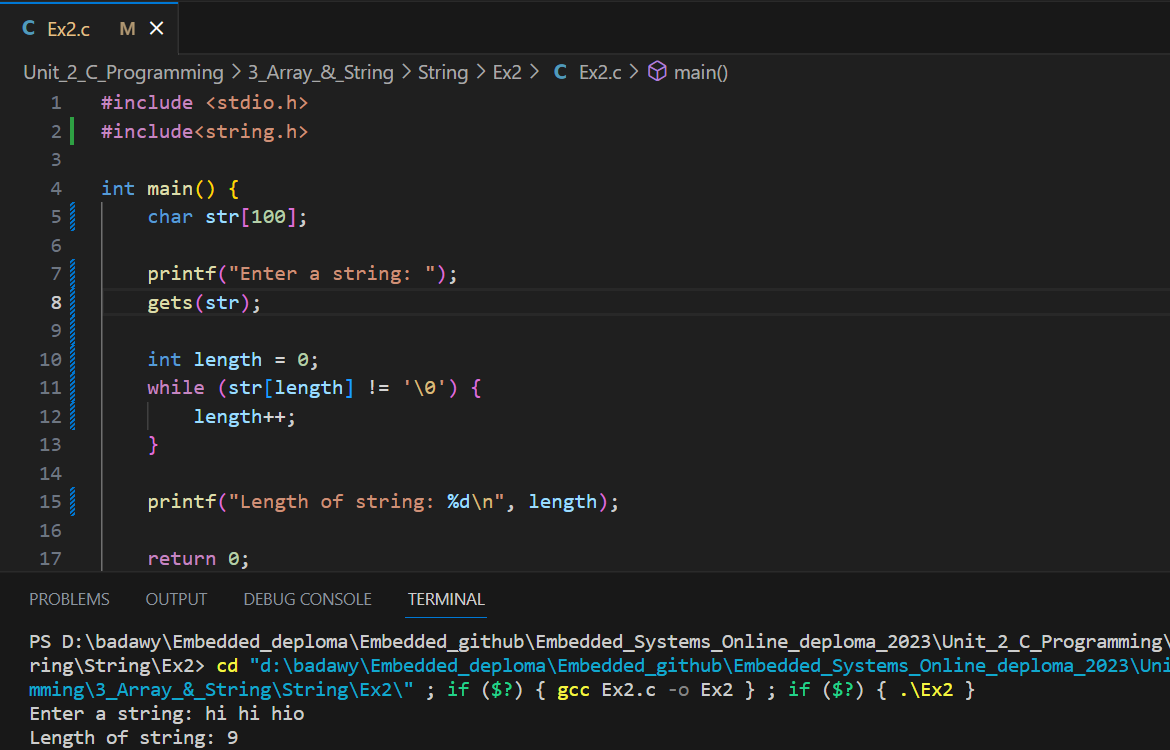 C Ex2.c M
Unit_2_C_Programming > 3_Array_&_String > String > Ex2 > C Ex2.c > main()
1 #include <stdio.h>
2 #include<string.h>
3
4 int main() {
5 char str[100];
6
7 printf("Enter a string: ");
8 gets(str);
9
10 int length = 0;
11 while (str[length] != '\0') {
12 length++;
13 }
14
15 printf("Length of string: %d\n", length);
16
17 return 0;
PROBLEMS OUTPUT DEBUG CONSOLE TERMINAL
PS D:\badawy\Embedded_deploma\Embedded_github\Embedded_Systems_Online_deploma_2023\Unit_2_C_Programming\
ring\String\Ex2> cd "d:\badawy\Embedded_deploma\Embedded_github\Embedded_Systems_Online_deploma_2023\Uni
mming\3_Array_&_String\String\Ex2\" ; if ($?) { gcc Ex2.c -o Ex2 } ; if ($?) { .\Ex2 }
Enter a string: hi hi hio
Length of string: 9